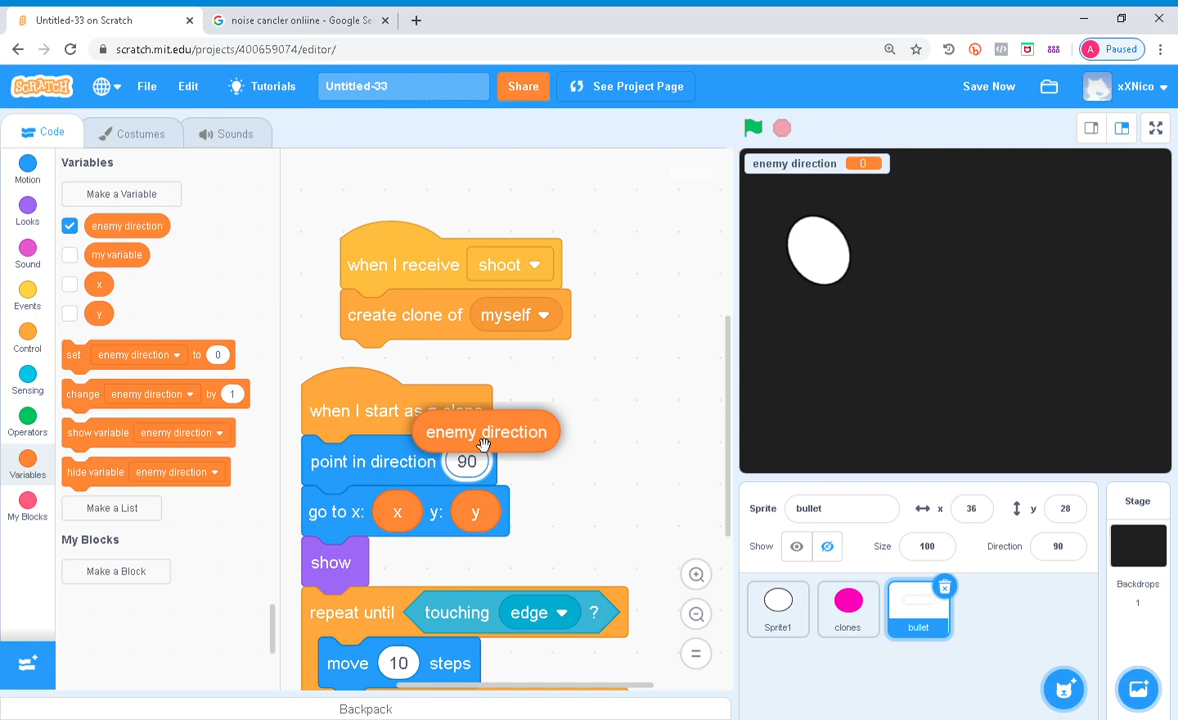 Untitled-33 on Scratch
noise cancler onliine - Google Se
scratch.mit.edu/projects/400659074/editor/
A Paused
SCRATCH
File
Edit
Tutorials
Untitled-33
Share
See Project Page
Save Now
xXNico
Code
Costumes
Sounds
Motion
Looks
Sound
Events
Control
Sensing
Operators
Variables
My Blocks
Variables
Make a Variable
enemy direction
my variable
x
y
set enemy direction to 0
change enemy direction by 1
show variable enemy direction
hide variable enemy direction
Make a List
My Blocks
Make a Block
when I receive shoot
create clone of myself
when I start as a clone
enemy direction
point in direction 90
go to x: x y: y
show
repeat until touching edge ?
move 10 steps
Backpack
enemy direction 0
Sprite bullet x 36 y 28
Show Size 100 Direction 90
Sprite1
clones
bullet
Stage
Backdrops
1